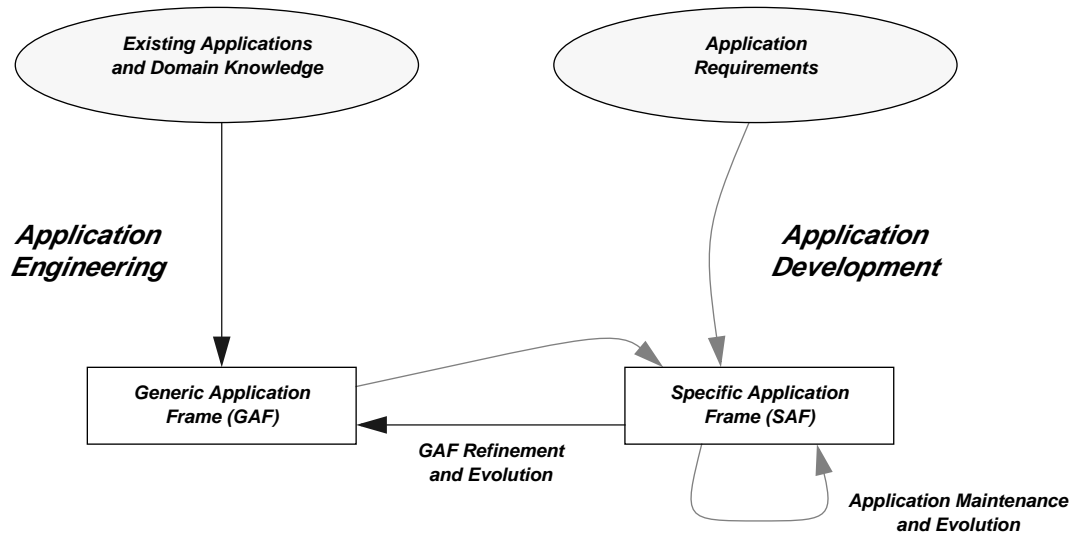 Existing Applications
and Domain Knowledge
Application
Requirements
Application
Engineering
Application
Development
Generic Application
Frame (GAF)
Specific Application
Frame (SAF)
GAF Refinement
and Evolution
Application Maintenance
and Evolution